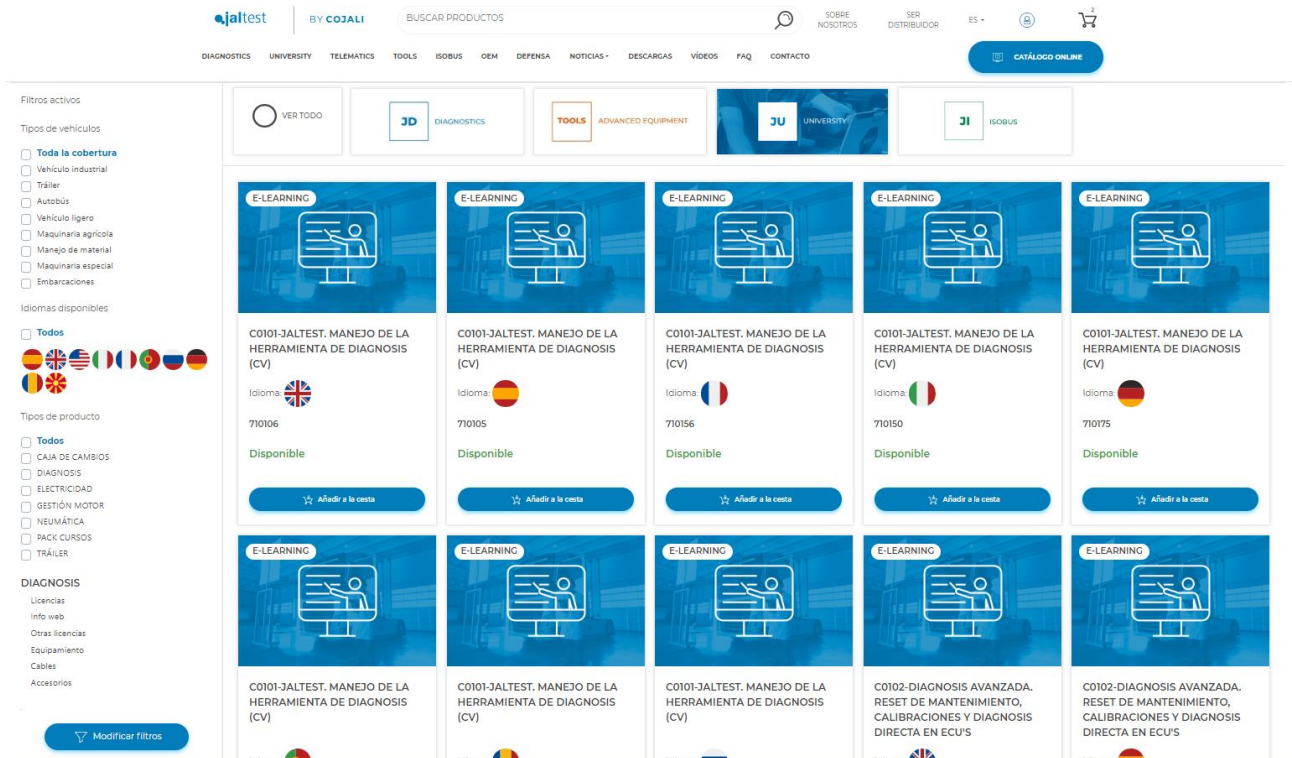 jaltest
BY COJALI
BUSCAR PRODUCTOS
SOBRE
NOSOTROS
SER
DISTRIBUIDOR
ES
2
DIAGNOSTICS UNIVERSITY TELEMATICS TOOLS ISOBUS OEM DEFENSA NOTICIAS DESCARGAS VÍDEOS FAQ CONTACTO
CATÁLOGO ONLINE
Filtros activos
Tipos de vehículos
Toda la cobertura
Vehículo industrial
Tráiler
Autobús
Vehículo ligero
Maquinaria agrícola
Manejo de material
Maquinaria especial
Embarcaciones
Idiomas disponibles
Todos
Tipos de producto
Todos
CAJA DE CAMBIOS
DIAGNOSIS
ELECTRICIDAD
GESTIÓN MOTOR
NEUMÁTICA
PACK CURSOS
TRÁILER
DIAGNOSIS
Licencias
Info web
Otras licencias
Equipamiento
Cables
Accesorios
Modificar filtros
VER TODO
JD DIAGNOSTICS
TOOLS ADVANCED EQUIPMENT
JU UNIVERSITY
JI ISOBUS
E-LEARNING
C0101-JALTEST. MANEJO DE LA
HERRAMIENTA DE DIAGNOSIS
(CV)
Idioma:
710106
Disponible
Añadir a la cesta
E-LEARNING
C0101-JALTEST. MANEJO DE LA
HERRAMIENTA DE DIAGNOSIS
(CV)
Idioma:
710105
Disponible
Añadir a la cesta
E-LEARNING
C0101-JALTEST. MANEJO DE LA
HERRAMIENTA DE DIAGNOSIS
(CV)
Idioma:
710156
Disponible
Añadir a la cesta
E-LEARNING
C0101-JALTEST. MANEJO DE LA
HERRAMIENTA DE DIAGNOSIS
(CV)
Idioma:
710150
Disponible
Añadir a la cesta
E-LEARNING
C0101-JALTEST. MANEJO DE LA
HERRAMIENTA DE DIAGNOSIS
(CV)
Idioma:
710175
Disponible
Añadir a la cesta
E-LEARNING
C0101-JALTEST. MANEJO DE LA
HERRAMIENTA DE DIAGNOSIS
(CV)
E-LEARNING
C0101-JALTEST. MANEJO DE LA
HERRAMIENTA DE DIAGNOSIS
(CV)
E-LEARNING
C0101-JALTEST. MANEJO DE LA
HERRAMIENTA DE DIAGNOSIS
(CV)
E-LEARNING
C0102-DIAGNOSIS AVANZADA.
RESET DE MANTENIMIENTO,
CALIBRACIONES Y DIAGNOSIS
DIRECTA EN ECU'S
E-LEARNING
C0102-DIAGNOSIS AVANZADA.
RESET DE MANTENIMIENTO,
CALIBRACIONES Y DIAGNOSIS
DIRECTA EN ECU'S